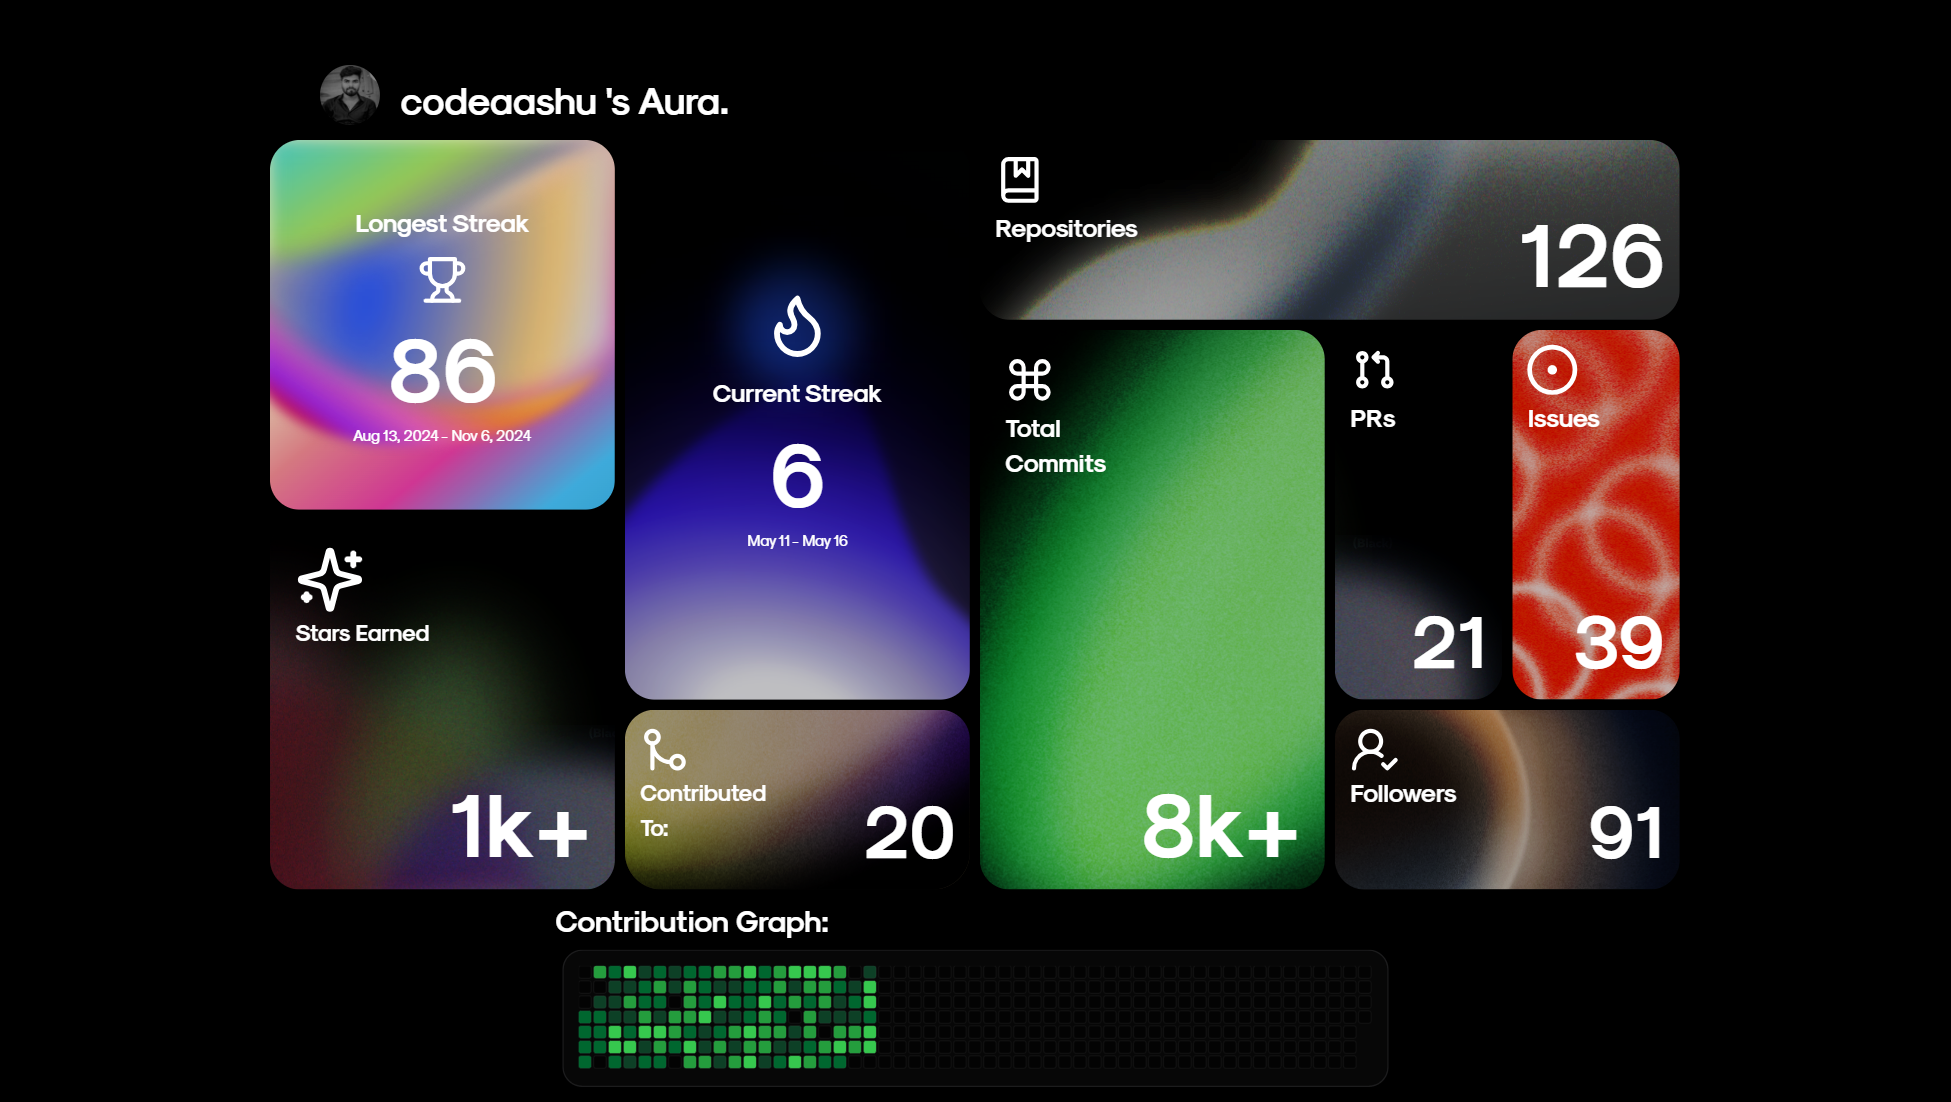 codeaashu 's Aura.
Longest Streak
86
Aug 13, 2024 - Nov 6, 2024
Current Streak
6
May 11 - May 16
Repositories
126
Total
Commits
8k+
PRs
21
Issues
39
Stars Earned
1k+
Contributed
To:
20
Followers
91
Contribution Graph: